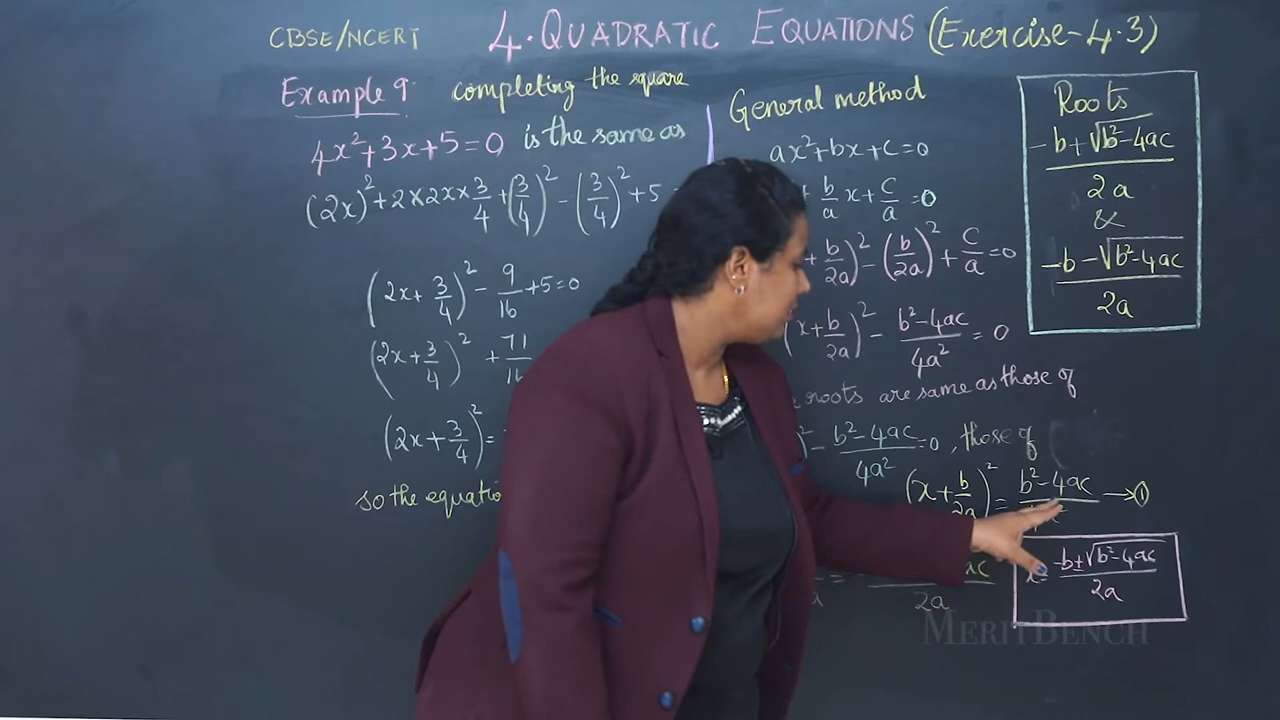 CBSE/NCERT 4. QUADRATIC EQUATIONS (Exercise-4.3)
Example 9 completing the square
4x²+3x+5=0 is the same as
(2x)²+2×2x×3/4+(3/4)²-(3/4)²+5
(2x+3/4)²-9/16+5=0
(2x+3/4)²+71/16
(2x+3/4)²=
so the equatio
General method
ax²+bx+c=0
+b/a x+c/a=0
+b/2a)²-(b/2a)²+c/a=0
(x+b/2a)²-b²-4ac/4a²=0
roots are same as those of
)²-b²-4ac/4a²=0, those of
(x+b/2a)²=b²-4ac →①
= 2a
x=-b±√b²-4ac/2a
Roots
-b+√b²-4ac/2a
&
-b-√b²-4ac/2a
MERITBENCH